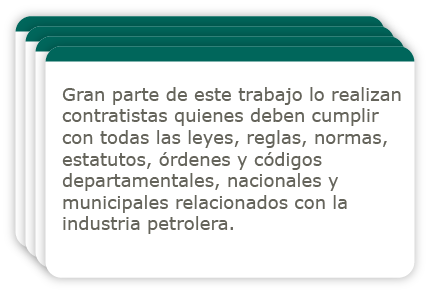 Gran parte de este trabajo lo realizan
contratistas quienes deben cumplir
con todas las leyes, reglas, normas,
estatutos, órdenes y códigos
departamentales, nacionales y
municipales relacionados con la
industria petrolera.